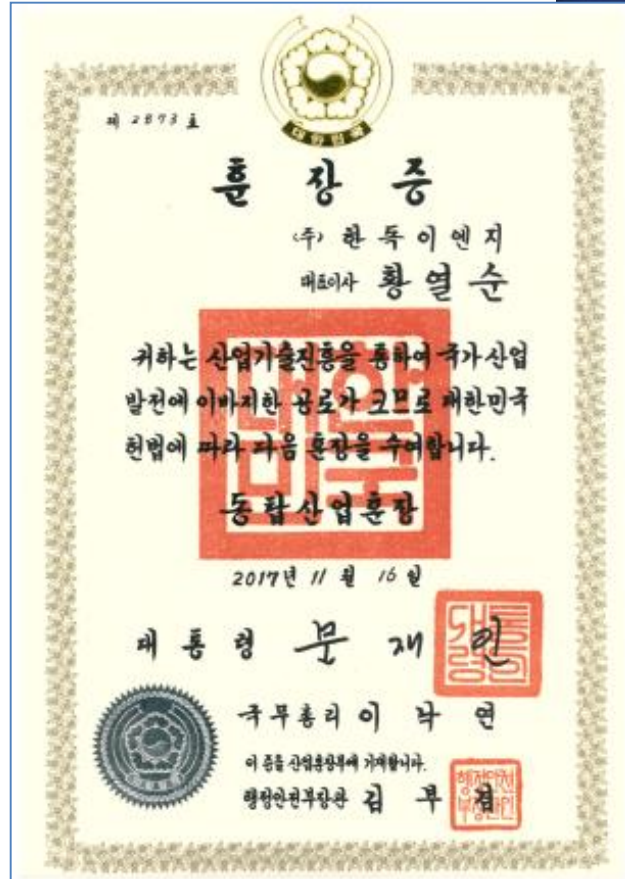 대한민국
제 2873 호
훈장증
(주) 한독이엔지
대표이사 황열순
귀하는 산업기술진흥을 통하여 국가산업
발전에 이바지한 공로가 크므로 대한민국
헌법에 따라 다음 훈장을 수여합니다.
동탑산업훈장
2017년 11월 16일
대통령 문재인
국무총리 이낙연
이 증을 산업훈장부에 기재합니다.
행정안전부장관 김부겸